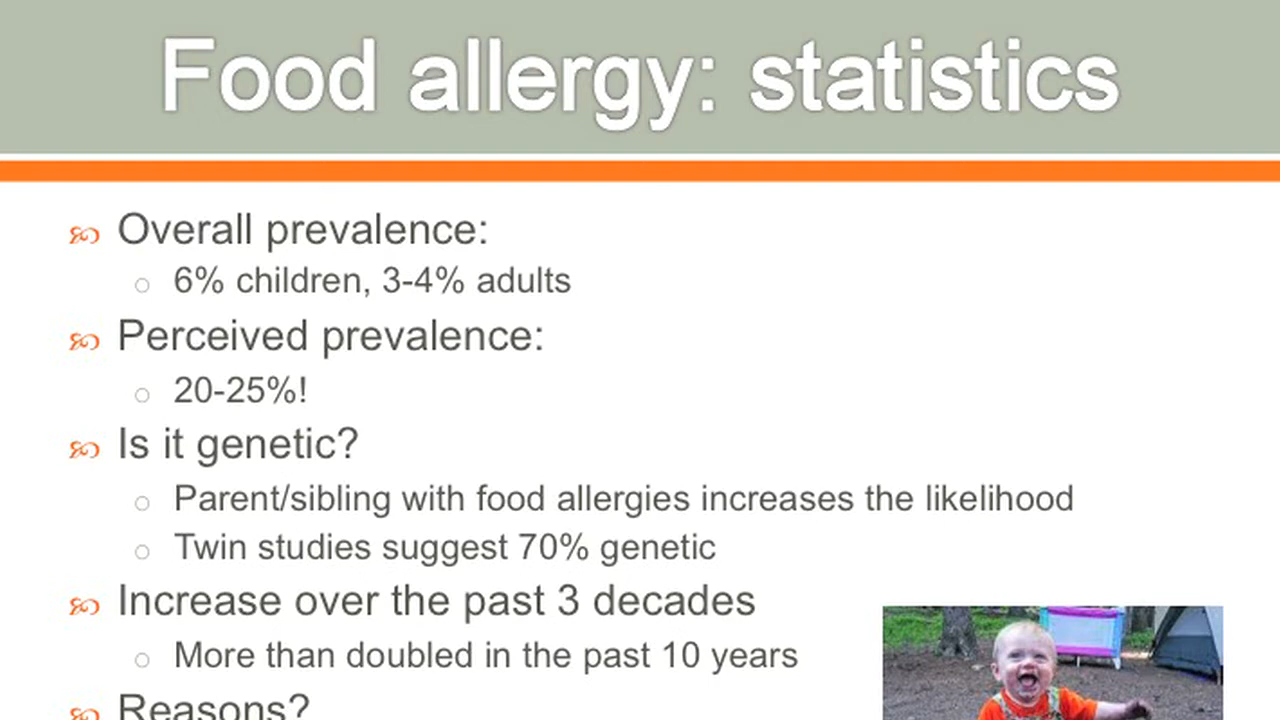 Food allergy: statistics
Overall prevalence:
6% children, 3-4% adults
Perceived prevalence:
20-25%!
Is it genetic?
Parent/sibling with food allergies increases the likelihood
Twin studies suggest 70% genetic
Increase over the past 3 decades
More than doubled in the past 10 years
Reasons?